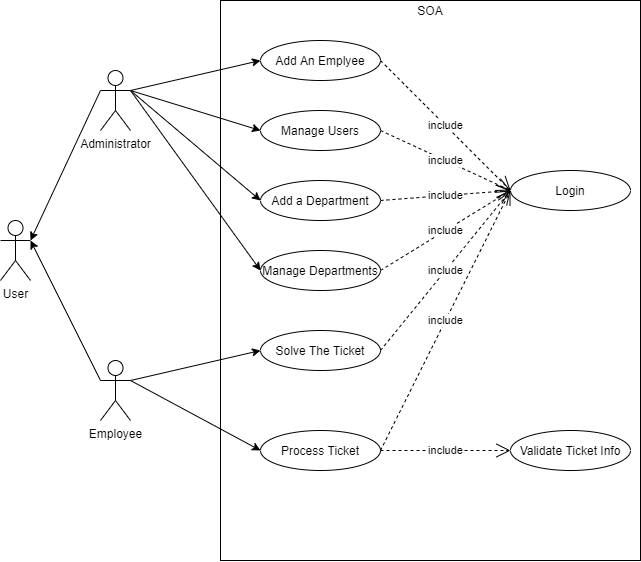 SOA
Add An Emplyee
Administrator
include
Manage Users
include
Login
Add a Department
include
User
include
Manage Departments
include
include
Solve The Ticket
Employee
Process Ticket
include
Validate Ticket Info